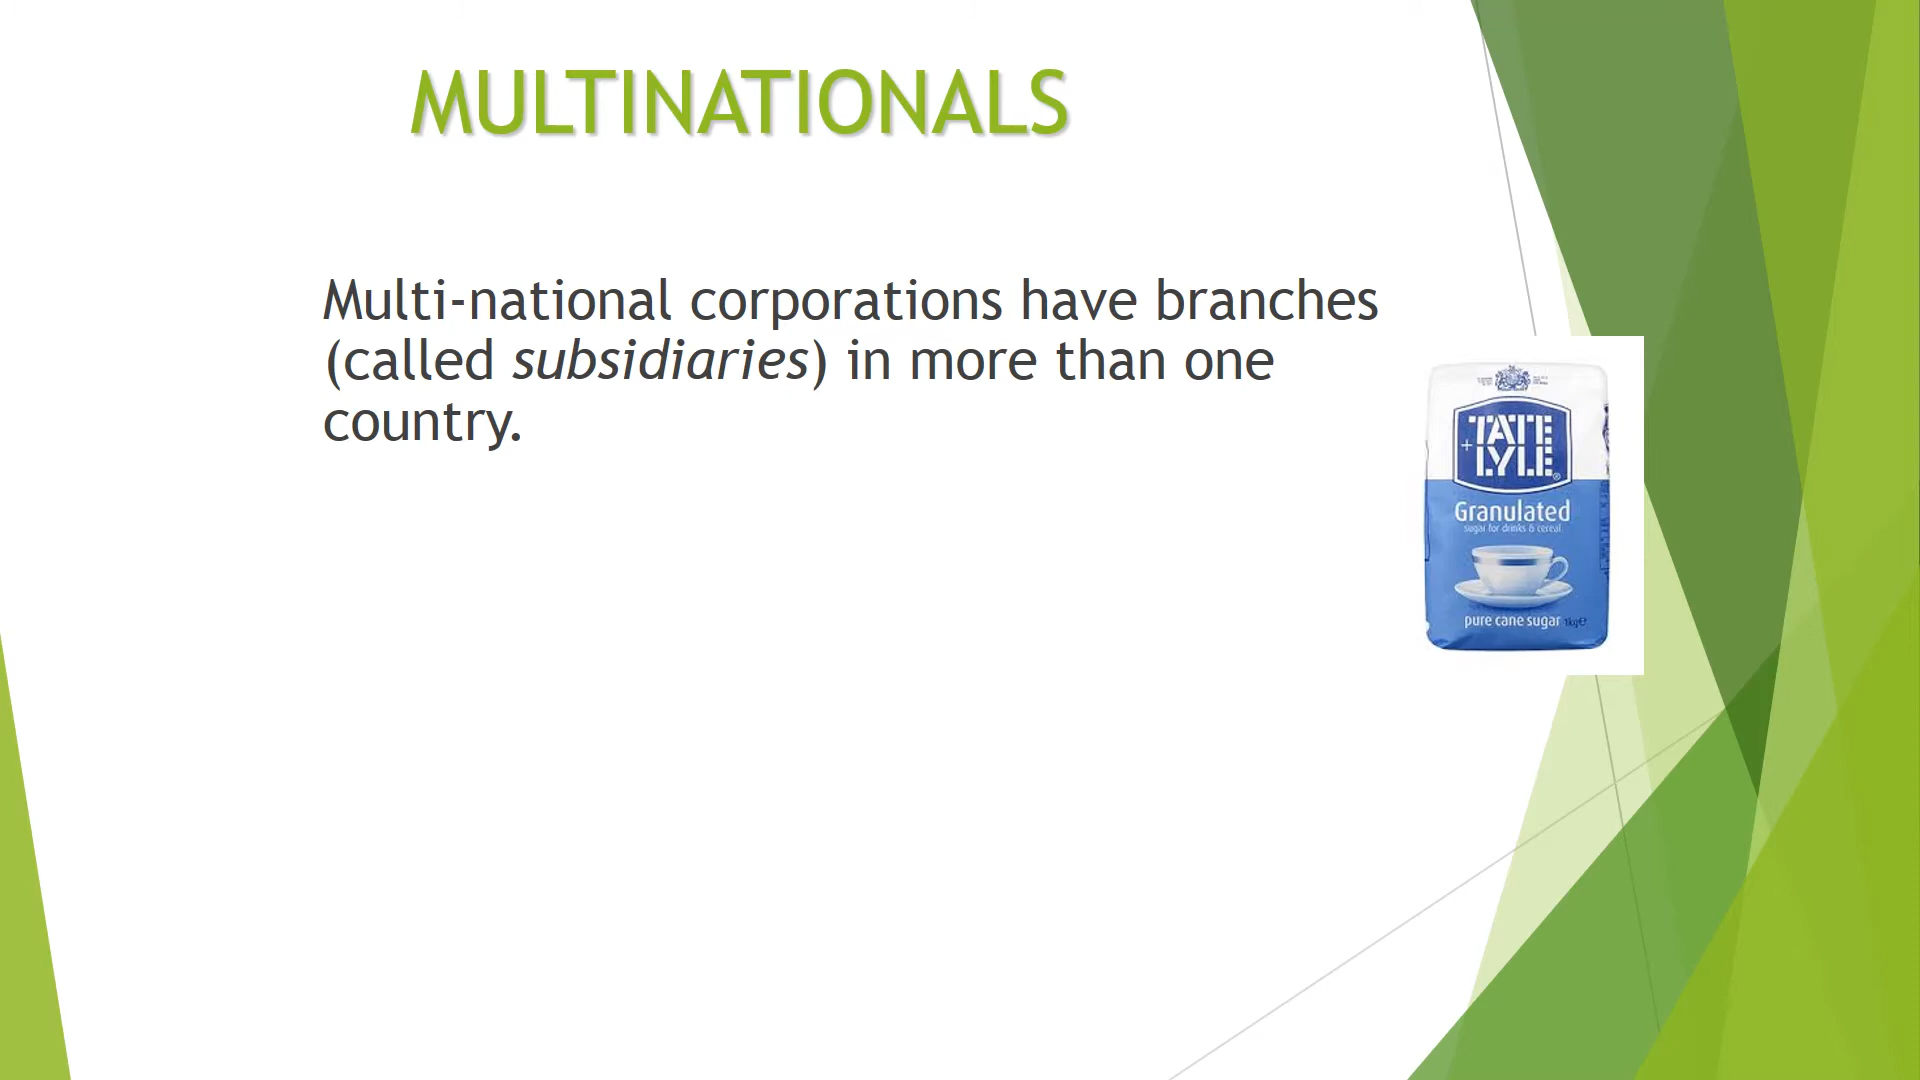 MULTINATIONALS
Multi-national corporations have branches
(called subsidiaries) in more than one
country.
TATE
+LYLE®
Granulated
sugar for drinks & cereal
pure cane sugar 1kg℮